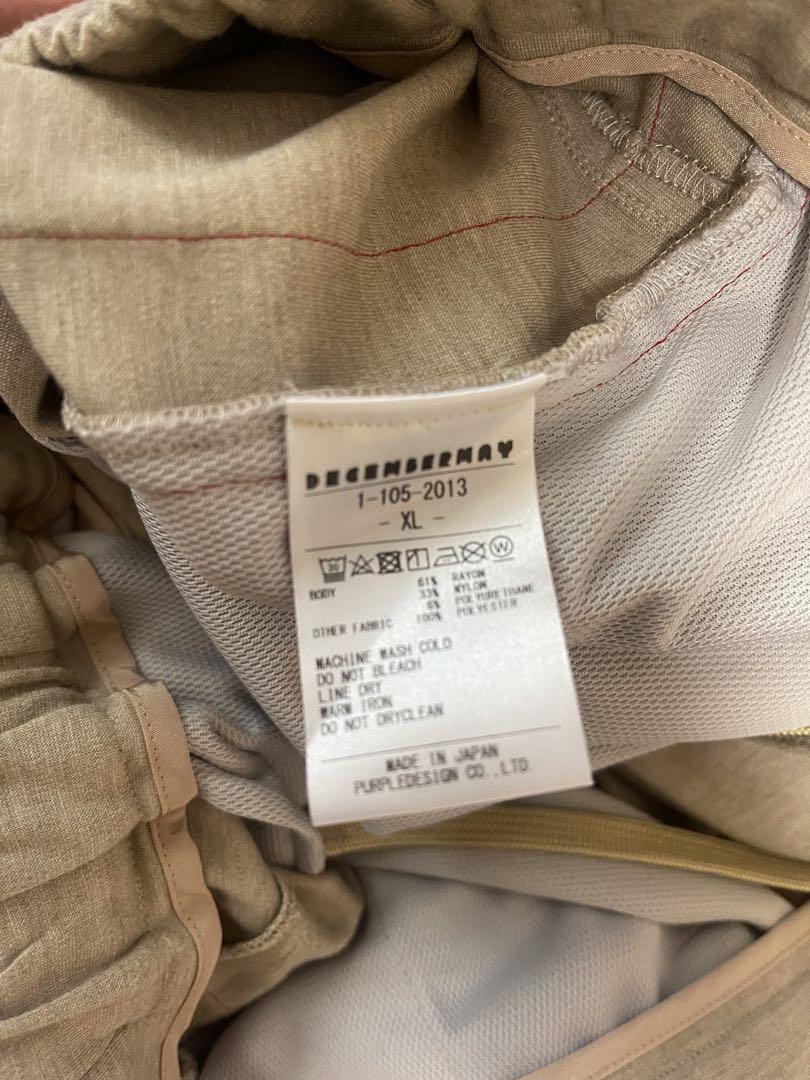 DECEMBERMAY
1-105-2013
- XL -
30 W
BODY 61% RAYON
33% NYLON
6% POLYURETHANE
OTHER FABRIC 100% POLYESTER
MACHINE WASH COLD
DO NOT BLEACH
LINE DRY
WARM IRON
DO NOT DRYCLEAN
MADE IN JAPAN
PURPLEDESIGN CO.,LTD